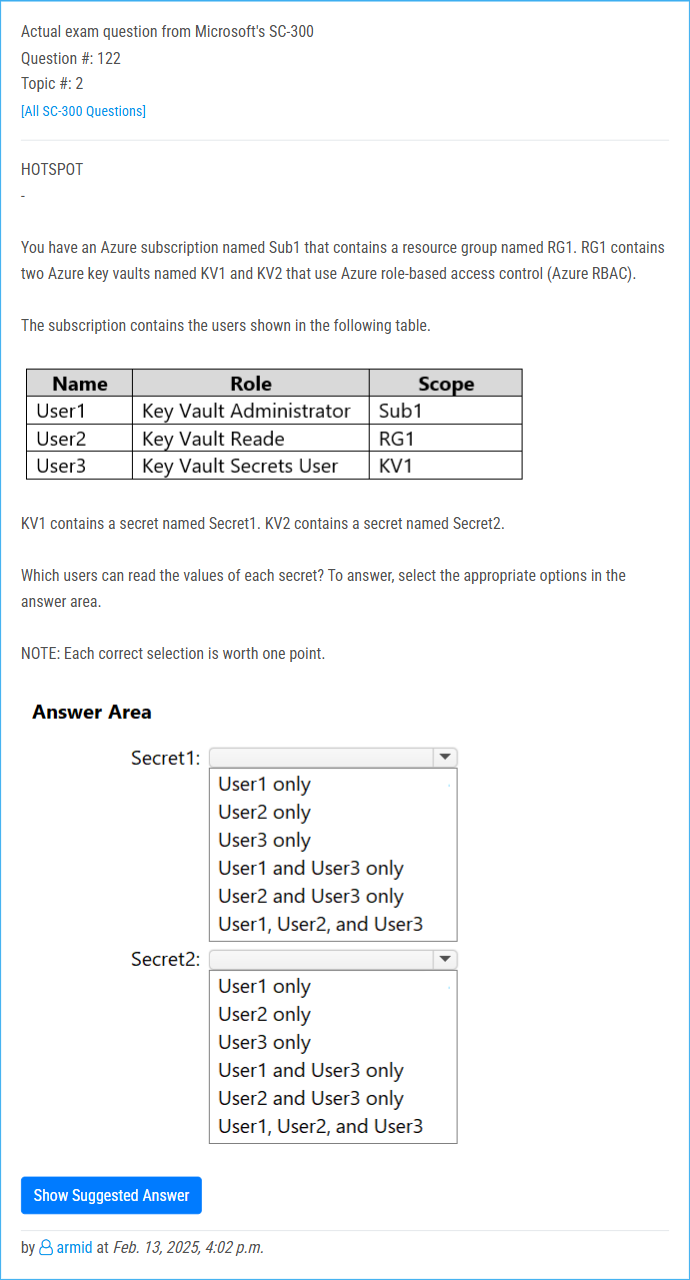 Actual exam question from Microsoft's SC-300
Question #: 122
Topic #: 2
[All SC-300 Questions]
HOTSPOT
-
You have an Azure subscription named Sub1 that contains a resource group named RG1. RG1 contains
two Azure key vaults named KV1 and KV2 that use Azure role-based access control (Azure RBAC).
The subscription contains the users shown in the following table.
Name Role Scope
User1 Key Vault Administrator Sub1
User2 Key Vault Reade RG1
User3 Key Vault Secrets User KV1
KV1 contains a secret named Secret1. KV2 contains a secret named Secret2.
Which users can read the values of each secret? To answer, select the appropriate options in the
answer area.
NOTE: Each correct selection is worth one point.
Answer Area
Secret1:
User1 only
User2 only
User3 only
User1 and User3 only
User2 and User3 only
User1, User2, and User3
Secret2:
User1 only
User2 only
User3 only
User1 and User3 only
User2 and User3 only
User1, User2, and User3
Show Suggested Answer
by armid at Feb. 13, 2025, 4:02 p.m.